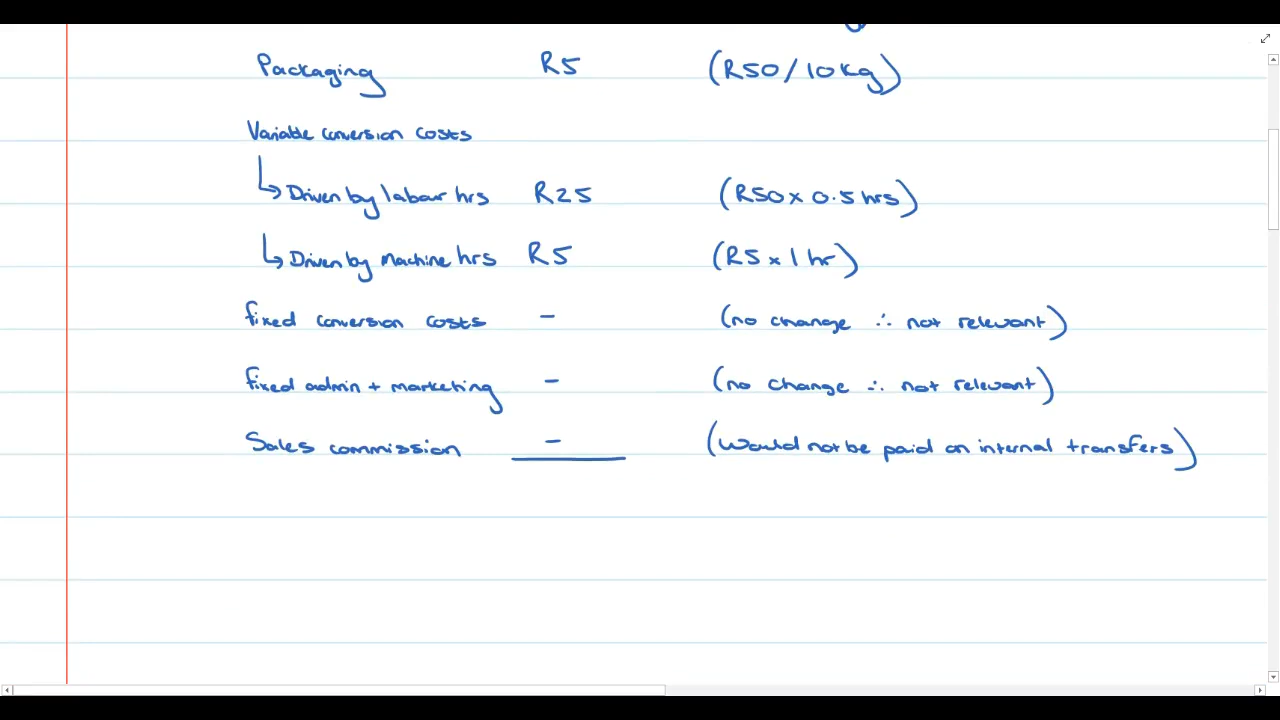 Packaging R5 (R50/10kg)
Variable conversion costs
↳ Driven by labour hrs R25 (R50 x 0.5 hrs)
↳ Driven by Machine hrs R5 (R5 x 1 hr)
fixed conversion costs - (no change ∴ not relevant)
fixed admin + marketing - (no change ∴ not relevant)
Sales commission - (Would not be paid on internal transfers)